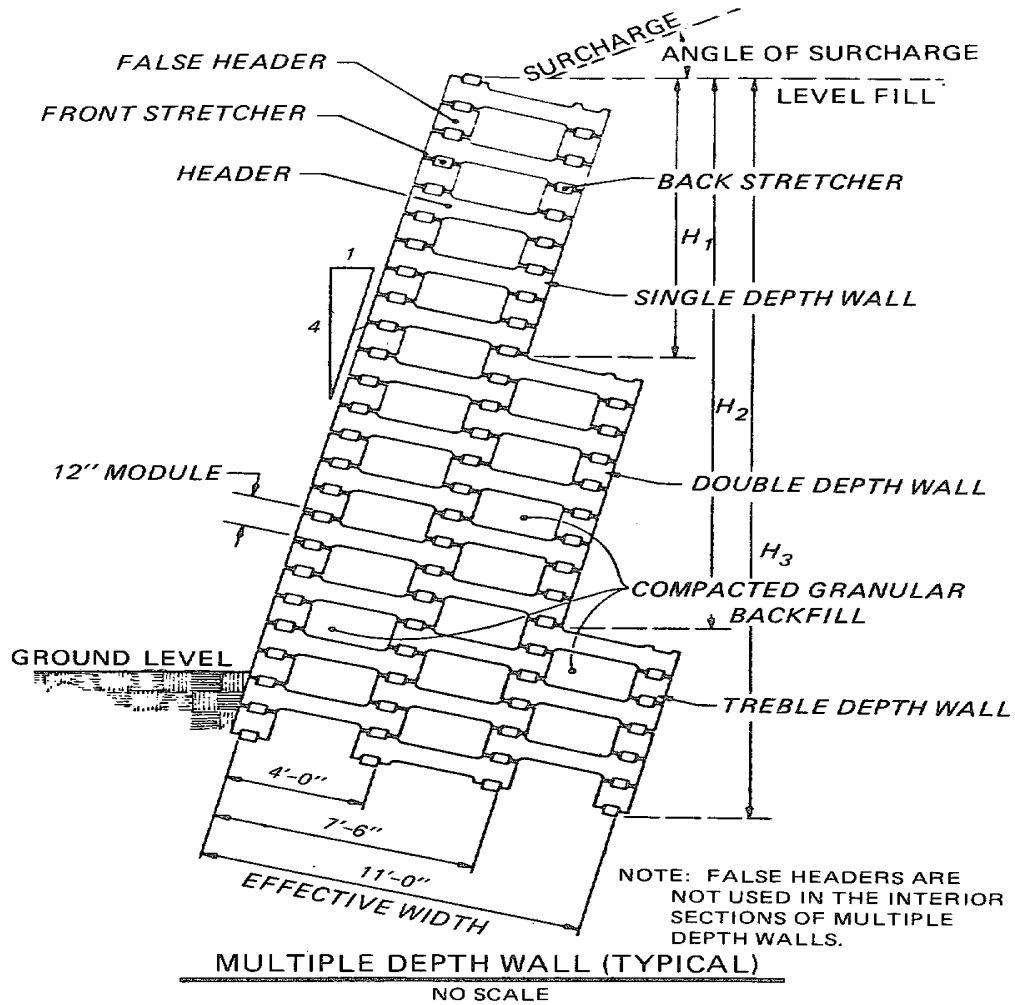 SURCHARGE
ANGLE OF SURCHARGE
FALSE HEADER
LEVEL FILL
FRONT STRETCHER
HEADER
BACK STRETCHER
H1
1
SINGLE DEPTH WALL
4
H2
12" MODULE
DOUBLE DEPTH WALL
H3
COMPACTED GRANULAR
BACKFILL
GROUND LEVEL
TREBLE DEPTH WALL
4'-0"
7'-6"
11'-0"
EFFECTIVE WIDTH
NOTE: FALSE HEADERS ARE
NOT USED IN THE INTERIOR
SECTIONS OF MULTIPLE
DEPTH WALLS.
MULTIPLE DEPTH WALL (TYPICAL)
NO SCALE